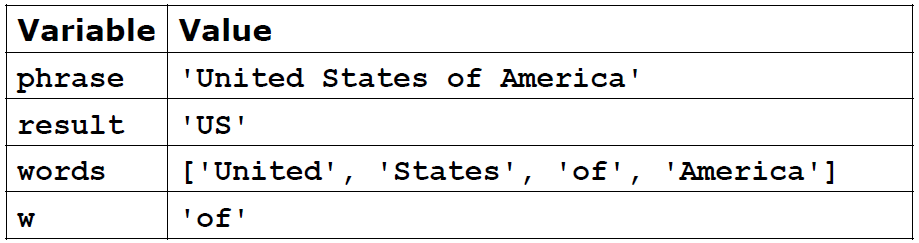 Variable Value
phrase 'United States of America'
result 'US'
words ['United', 'States', 'of', 'America']
w 'of'